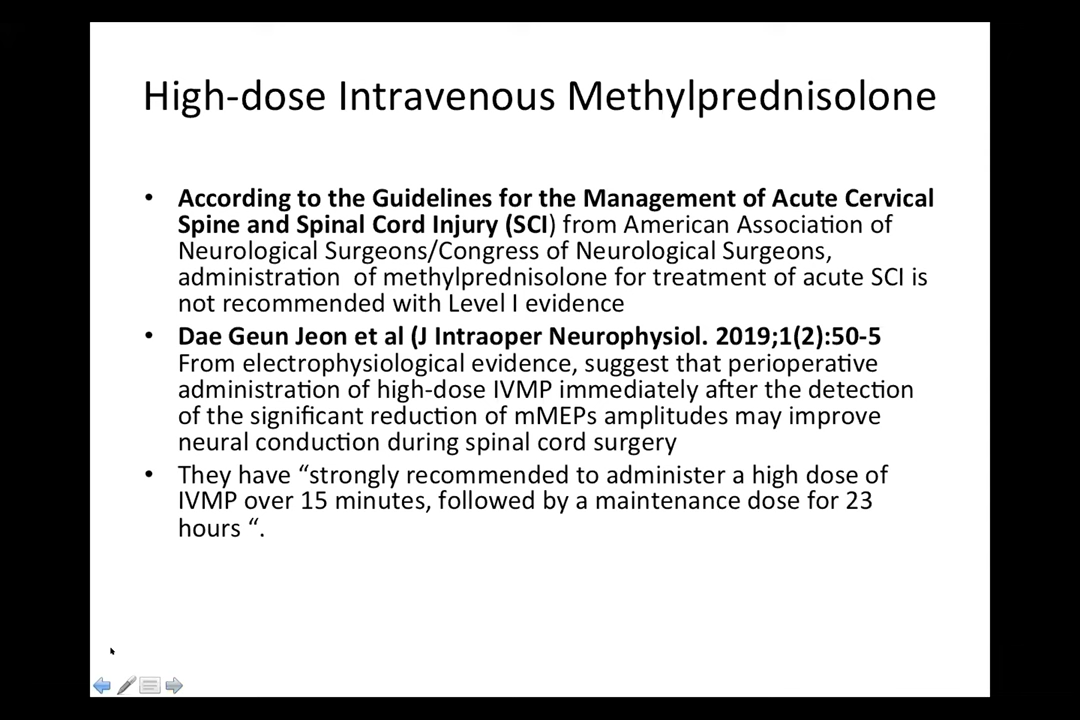 High-dose Intravenous Methylprednisolone
• According to the Guidelines for the Management of Acute Cervical
Spine and Spinal Cord Injury (SCI) from American Association of
Neurological Surgeons/Congress of Neurological Surgeons,
administration of methylprednisolone for treatment of acute SCI is
not recommended with Level I evidence
• Dae Geun Jeon et al (J Intraoper Neurophysiol. 2019;1(2):50-5
From electrophysiological evidence, suggest that perioperative
administration of high-dose IVMP immediately after the detection
of the significant reduction of mMEPs amplitudes may improve
neural conduction during spinal cord surgery
• They have “strongly recommended to administer a high dose of
IVMP over 15 minutes, followed by a maintenance dose for 23
hours “.